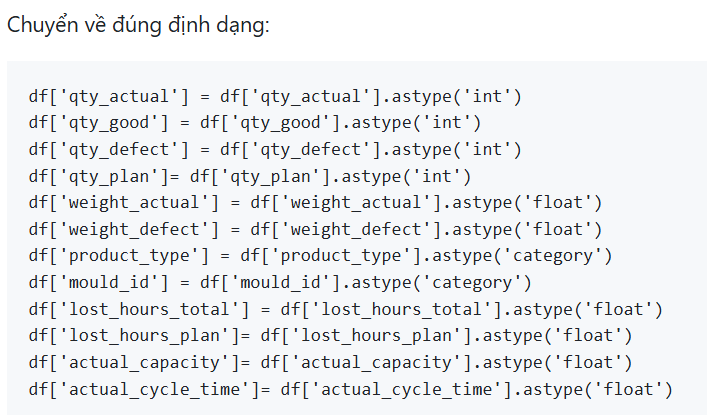 Chuyển về đúng định dạng:
df['qty_actual'] = df['qty_actual'].astype('int')
df['qty_good'] = df['qty_good'].astype('int')
df['qty_defect'] = df['qty_defect'].astype('int')
df['qty_plan']= df['qty_plan'].astype('int')
df['weight_actual'] = df['weight_actual'].astype('float')
df['weight_defect'] = df['weight_defect'].astype('float')
df['product_type'] = df['product_type'].astype('category')
df['mould_id'] = df['mould_id'].astype('category')
df['lost_hours_total'] = df['lost_hours_total'].astype('float')
df['lost_hours_plan']= df['lost_hours_plan'].astype('float')
df['actual_capacity']= df['actual_capacity'].astype('float')
df['actual_cycle_time']= df['actual_cycle_time'].astype('float')